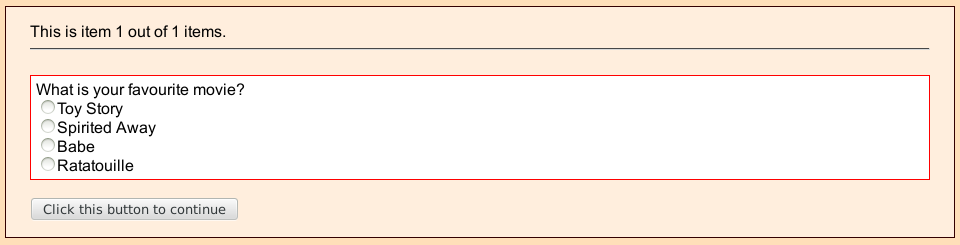 This is item 1 out of 1 items.
What is your favourite movie?
Toy Story
Spirited Away
Babe
Ratatouille
Click this button to continue